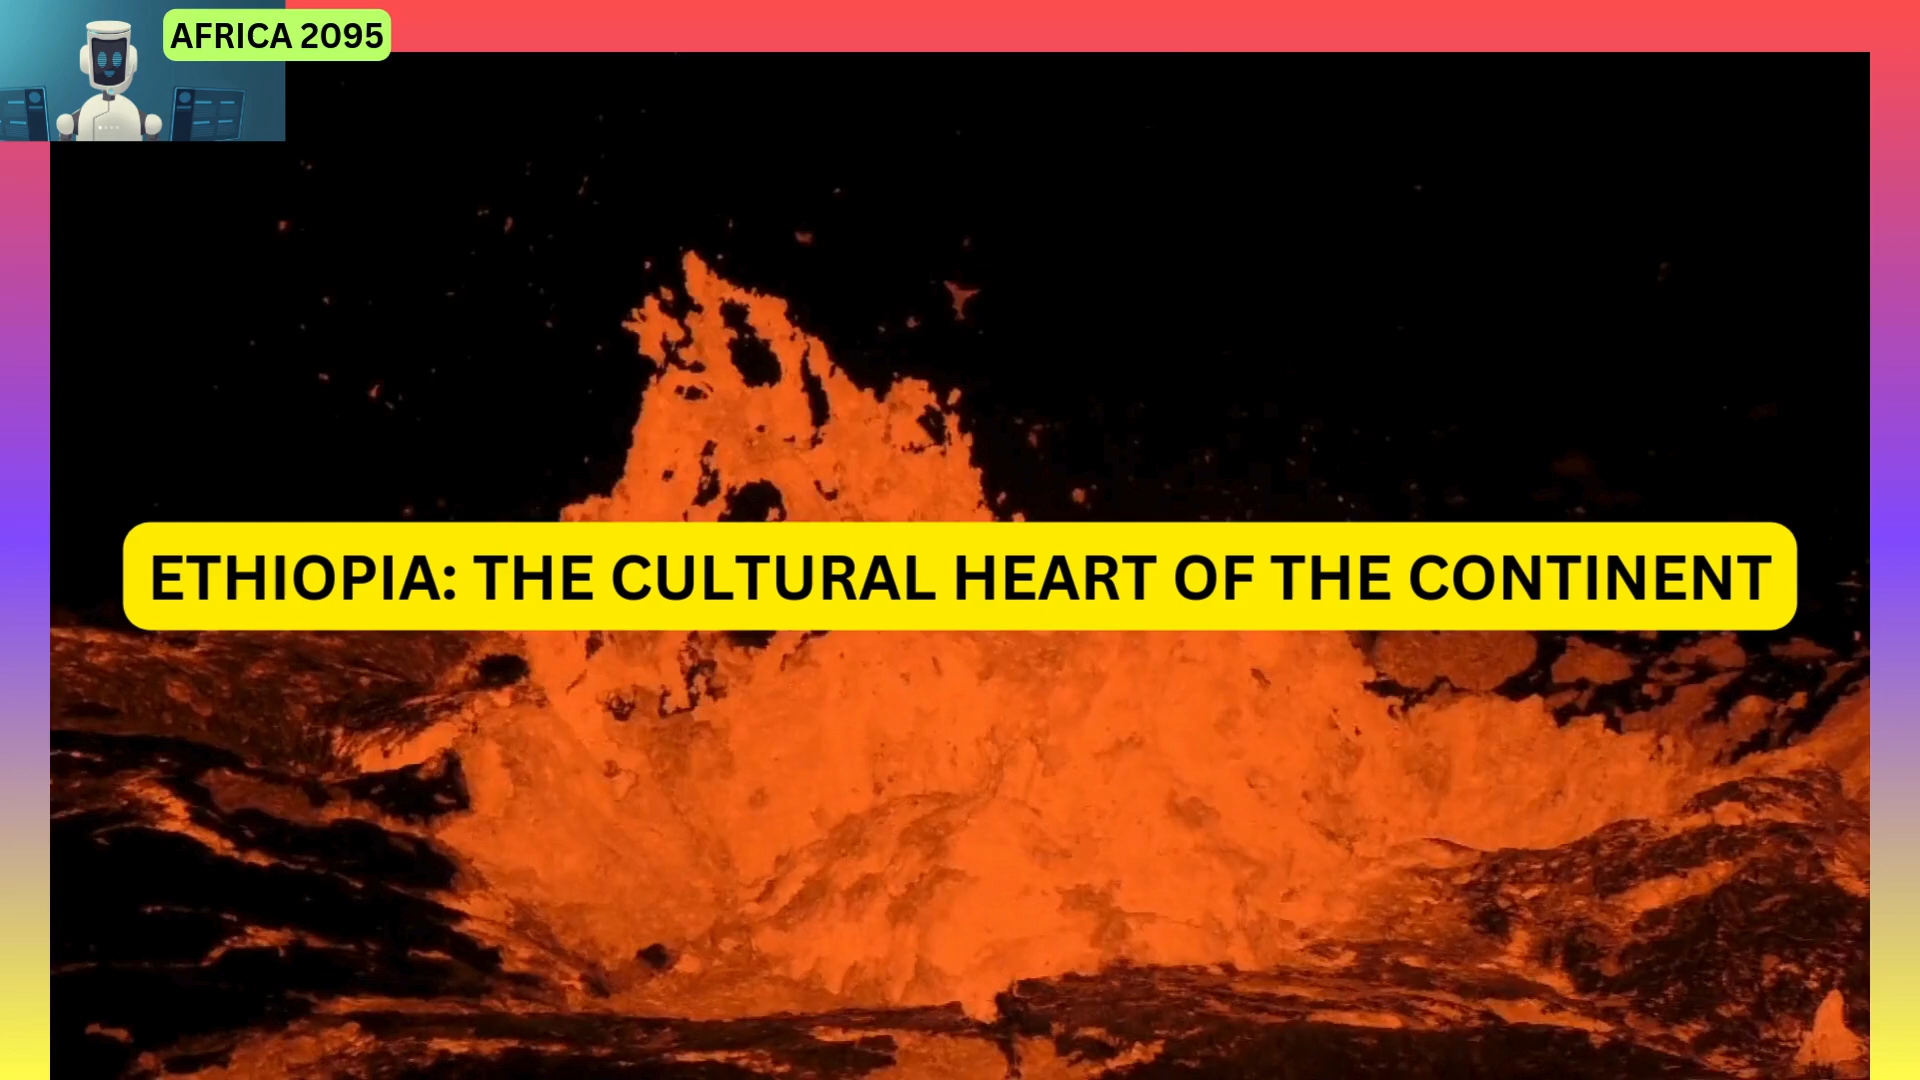 AFRICA 2095
ETHIOPIA: THE CULTURAL HEART OF THE CONTINENT